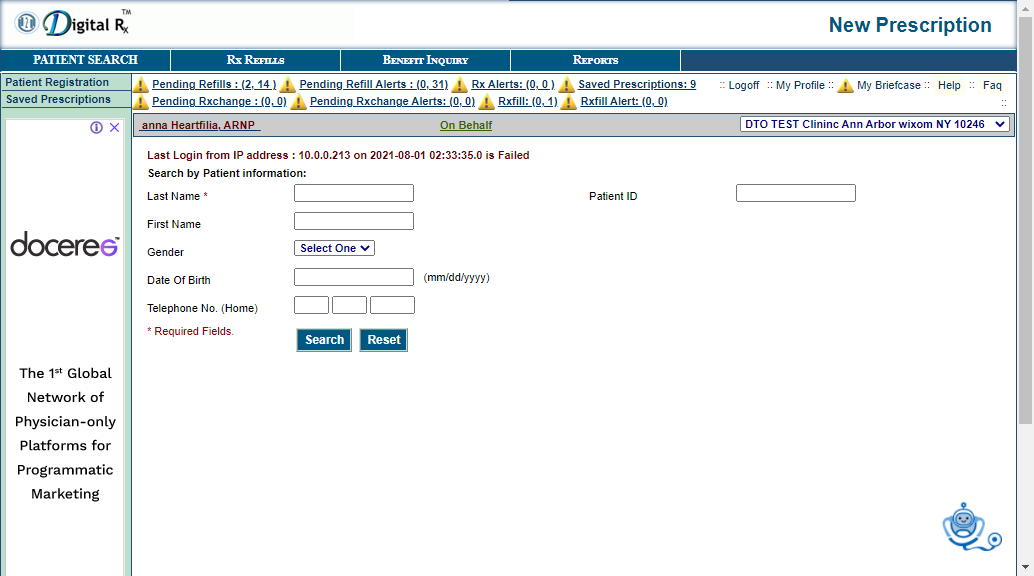 Digital Rx TM
New Prescription
PATIENT SEARCH
RX REFILLS
BENEFIT INQUIRY
REPORTS
Patient Registration
Saved Prescriptions
Pending Refills : (2, 14 ) Pending Refill Alerts : (0, 31) Rx Alerts: (0, 0 ) Saved Prescriptions: 9 :: Logoff :: My Profile :: My Briefcase :: Help :: Faq ::
Pending Rxchange : (0, 0) Pending Rxchange Alerts: (0, 0) Rxfill: (0, 1) Rxfill Alert: (0, 0)
anna Heartfilia, ARNP On Behalf DTO TEST Clininc Ann Arbor wixom NY 10246
Last Login from IP address : 10.0.0.213 on 2021-08-01 02:33:35.0 is Failed
Search by Patient information:
Last Name * Patient ID
First Name
Gender Select One
Date Of Birth (mm/dd/yyyy)
Telephone No. (Home)
* Required Fields.
Search Reset
doceree™
The 1st Global
Network of
Physician-only
Platforms for
Programmatic
Marketing